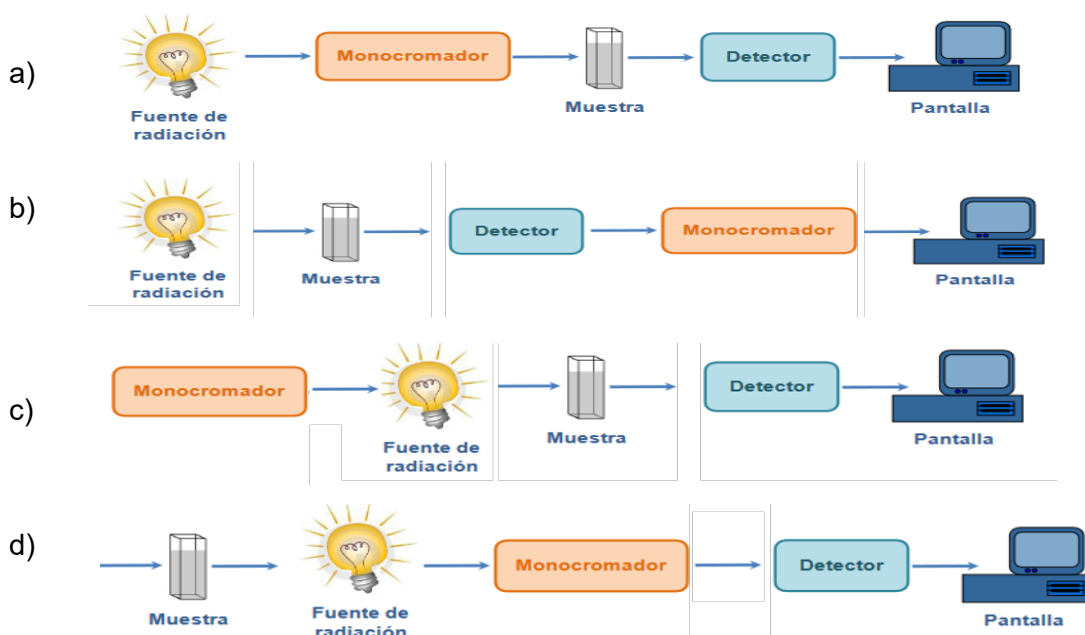 a)
Fuente de
radiación
Monocromador
Muestra
Detector
Pantalla
b)
Fuente de
radiación
Muestra
Detector
Monocromador
Pantalla
c)
Monocromador
Fuente de
radiación
Muestra
Detector
Pantalla
d)
Muestra
Fuente de
radiación
Monocromador
Detector
Pantalla